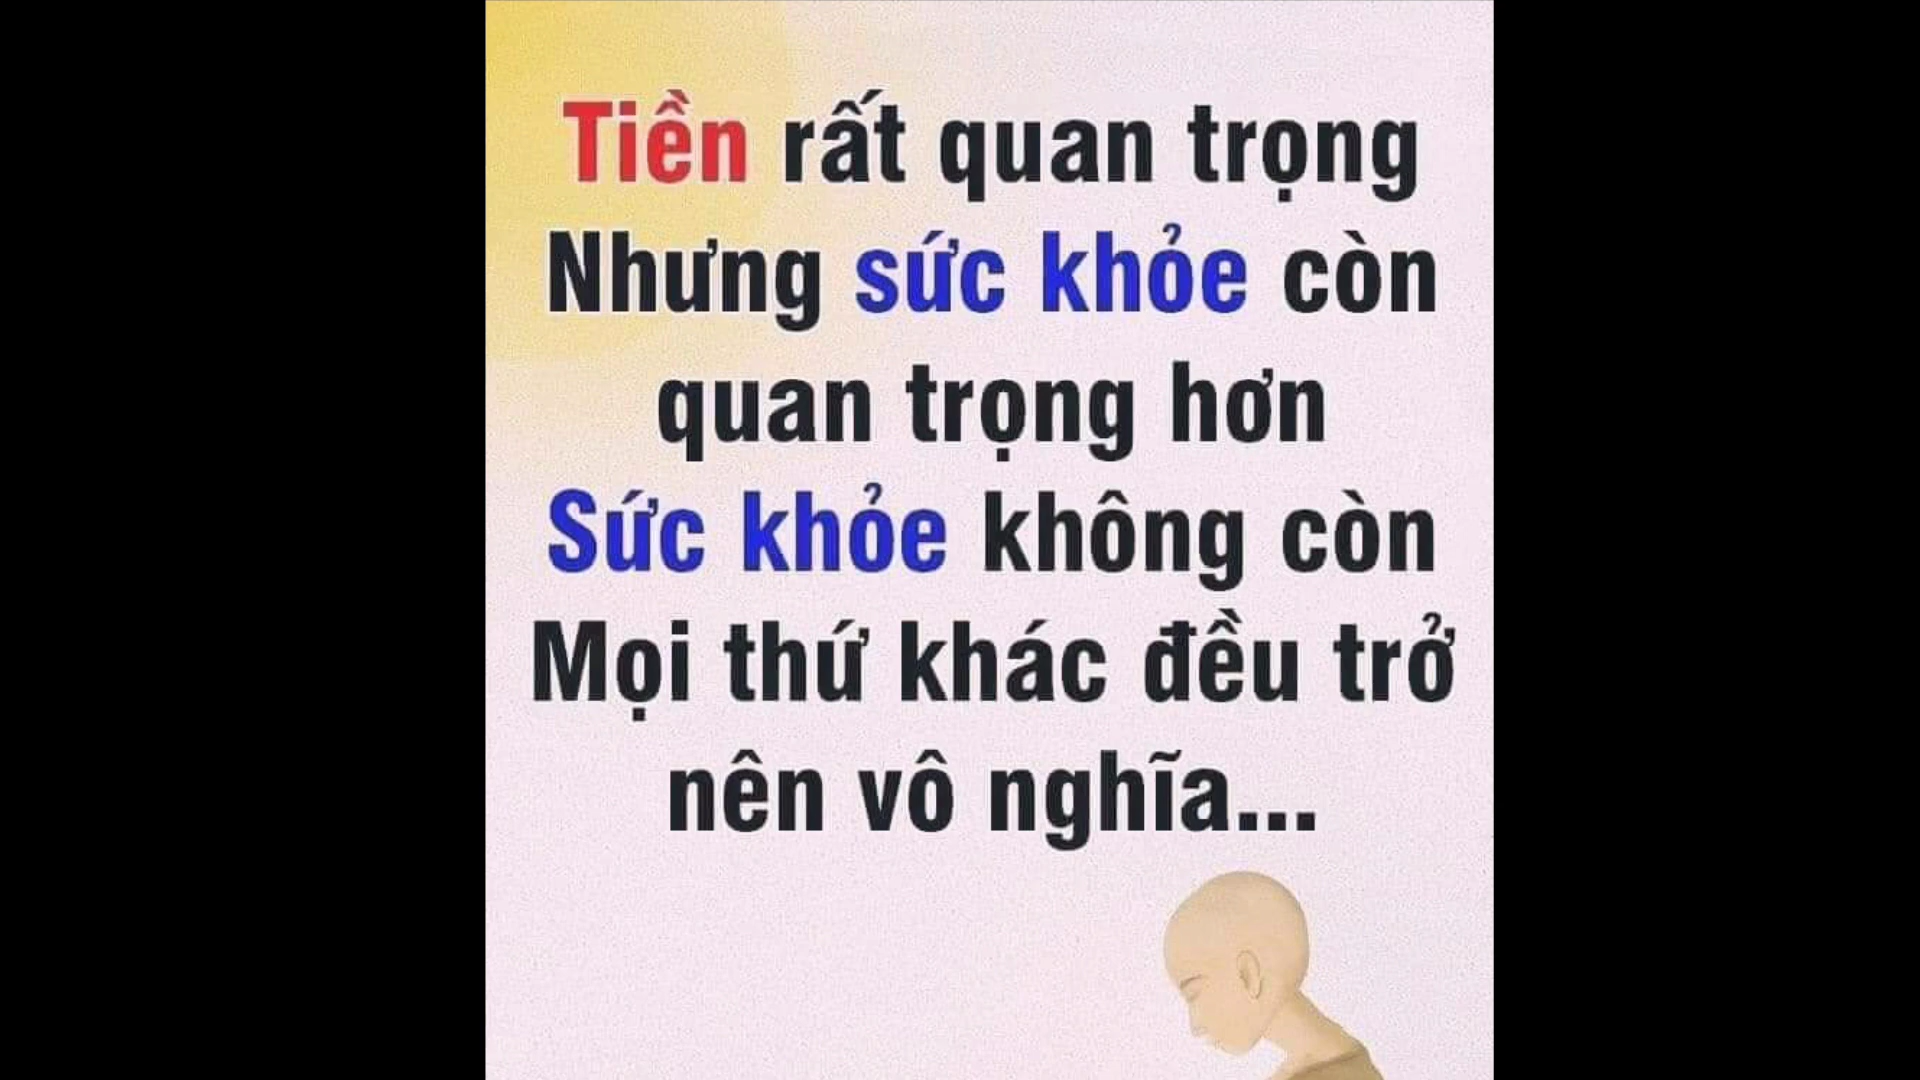 Tiền rất quan trọng
Nhưng sức khỏe còn
quan trọng hơn
Sức khỏe không còn
Mọi thứ khác đều trở
nên vô nghĩa...